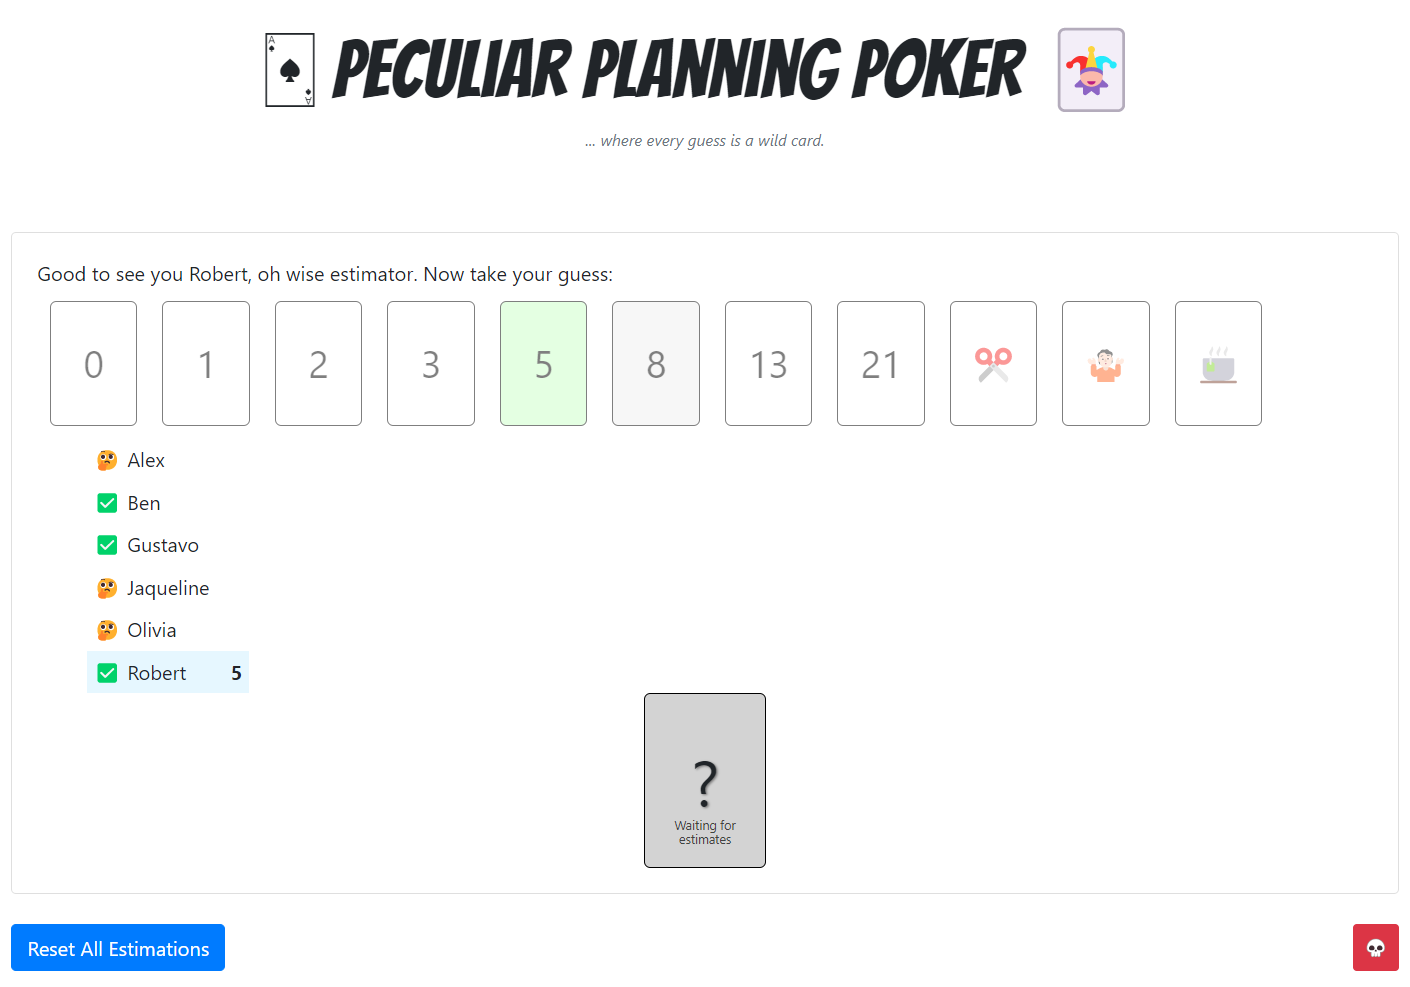 PECULIAR PLANNING POKER
... where every guess is a wild card.
Good to see you Robert, oh wise estimator. Now take your guess:
0 1 2 3 5 8 13 21
Alex
Ben
Gustavo
Jaqueline
Olivia
Robert 5
?
Waiting for
estimates
Reset All Estimations